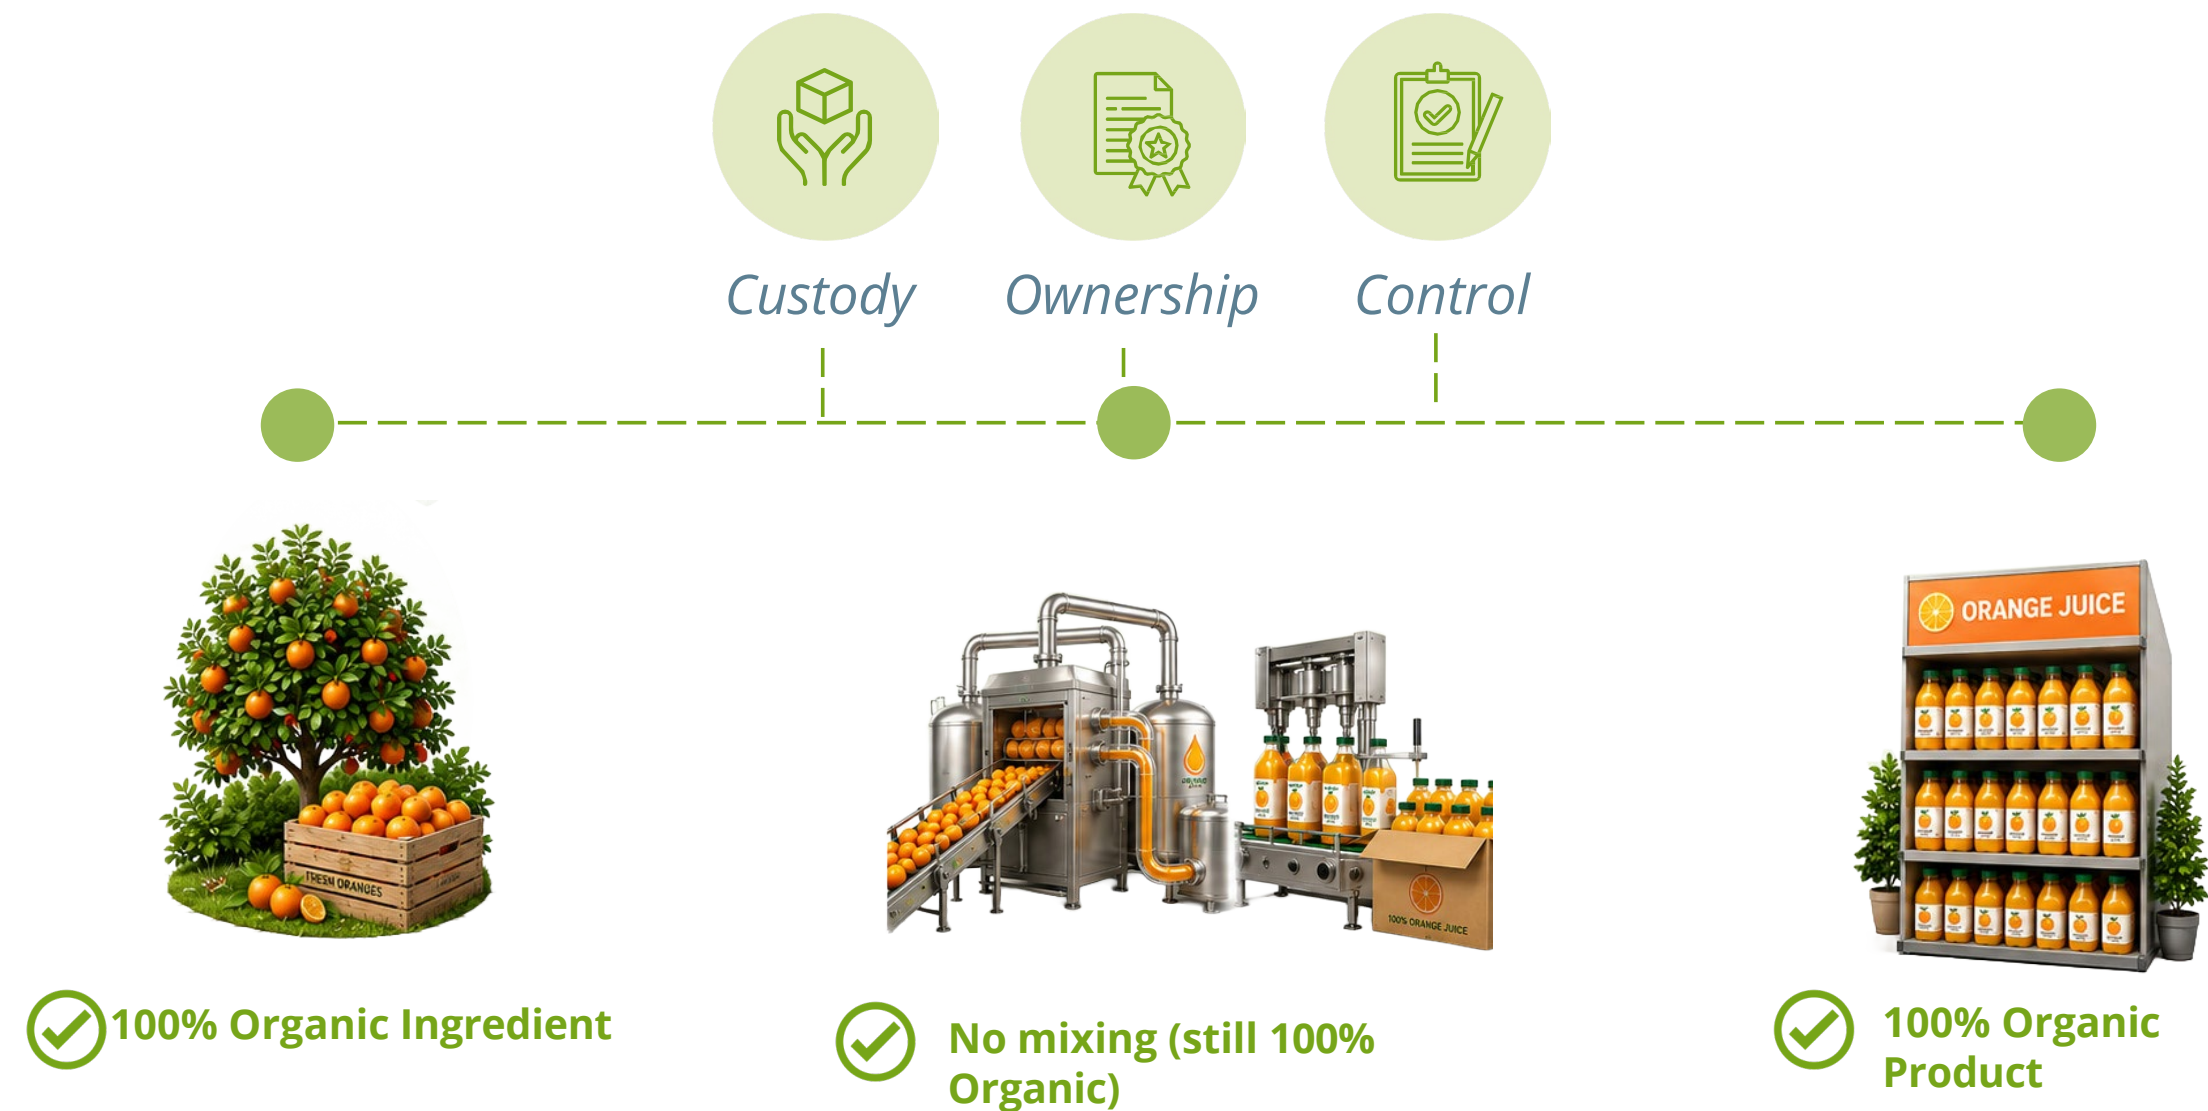 Custody
Ownership
Control
FRESH ORANGES
100% ORANGE JUICE
ORANGE JUICE
100% Organic Ingredient
No mixing (still 100%
Organic)
100% Organic
Product